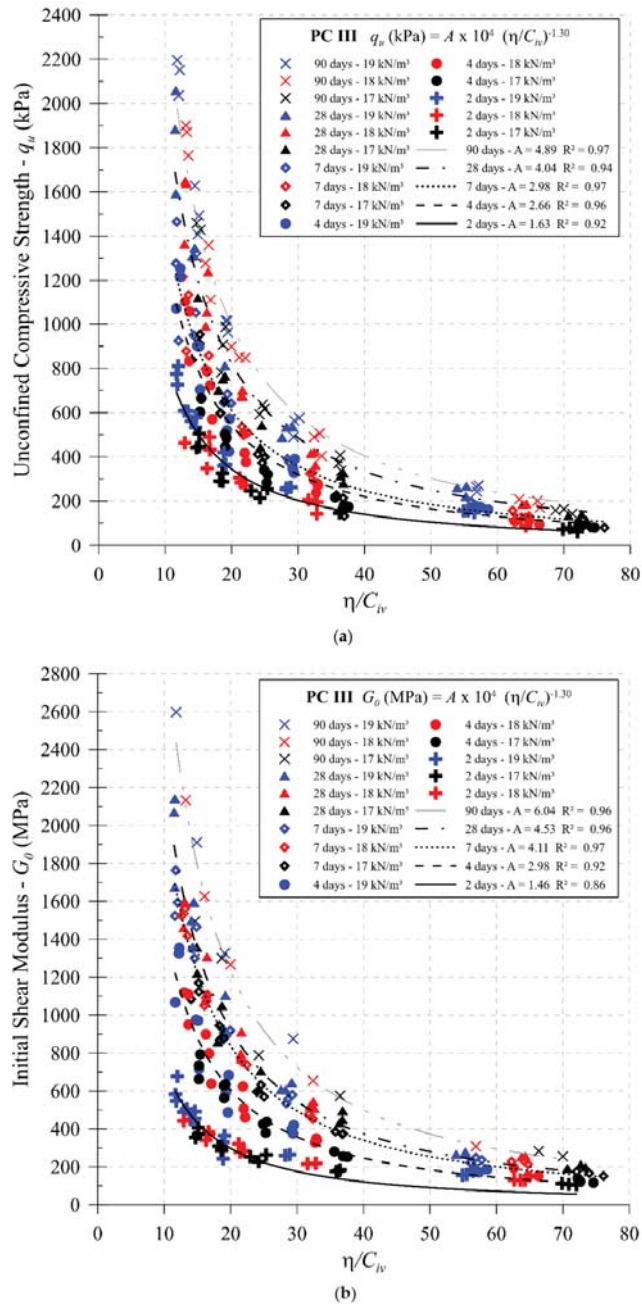 PC III q_u (kPa) = A x 10⁴ (η/C_iv)^-1.30
90 days - 19 kN/m³
90 days - 18 kN/m³
90 days - 17 kN/m³
28 days - 19 kN/m³
28 days - 18 kN/m³
28 days - 17 kN/m³
7 days - 19 kN/m³
7 days - 18 kN/m³
7 days - 17 kN/m³
4 days - 19 kN/m³
4 days - 18 kN/m³
4 days - 17 kN/m³
2 days - 19 kN/m³
2 days - 18 kN/m³
2 days - 17 kN/m³
90 days - A = 4.89 R² = 0.97
28 days - A = 4.04 R² = 0.94
7 days - A = 2.98 R² = 0.97
4 days - A = 2.66 R² = 0.96
2 days - A = 1.63 R² = 0.92
Unconfined Compressive Strength - q_u (kPa)
2400
2200
2000
1800
1600
1400
1200
1000
800
600
400
200
0
0 10 20 30 40 50 60 70 80
η/C_iv
(a)
PC III G_0 (MPa) = A x 10⁴ (η/C_iv)^-1.30
90 days - 19 kN/m³
90 days - 18 kN/m³
90 days - 17 kN/m³
28 days - 19 kN/m³
28 days - 18 kN/m³
28 days - 17 kN/m³
7 days - 19 kN/m³
7 days - 18 kN/m³
7 days - 17 kN/m³
4 days - 19 kN/m³
4 days - 18 kN/m³
4 days - 17 kN/m³
2 days - 19 kN/m³
2 days - 17 kN/m³
2 days - 18 kN/m³
90 days - A = 6.04 R² = 0.96
28 days - A = 4.53 R² = 0.96
7 days - A = 4.11 R² = 0.97
4 days - A = 2.98 R² = 0.92
2 days - A = 1.46 R² = 0.86
Initial Shear Modulus - G_0 (MPa)
2800
2600
2400
2200
2000
1800
1600
1400
1200
1000
800
600
400
200
0
0 10 20 30 40 50 60 70 80
η/C_iv
(b)